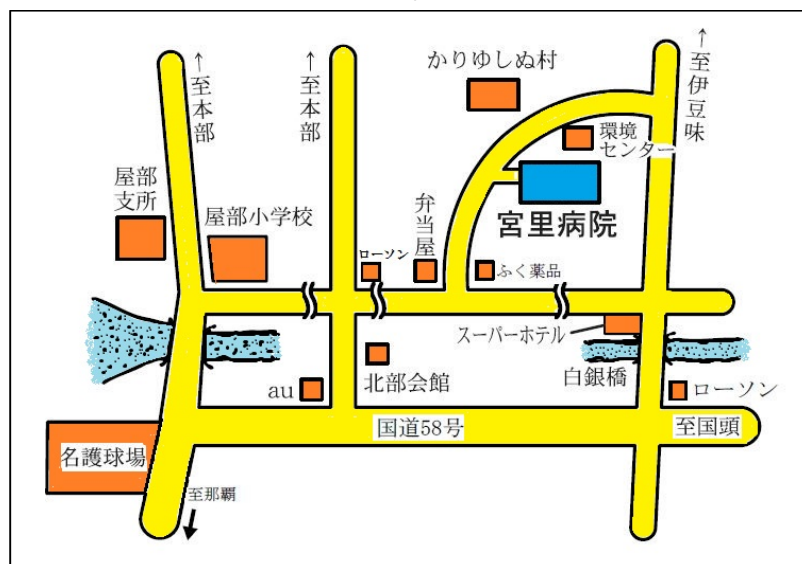 ↑至本部
↑至本部
かりゆしぬ村
↑至伊豆味
環境
センター
屋部
支所
屋部小学校
弁当屋
宮里病院
ローソン
ふく薬品
スーパーホテル
白銀橋
au
北部会館
ローソン
国道58号
至国頭
名護球場
至那覇